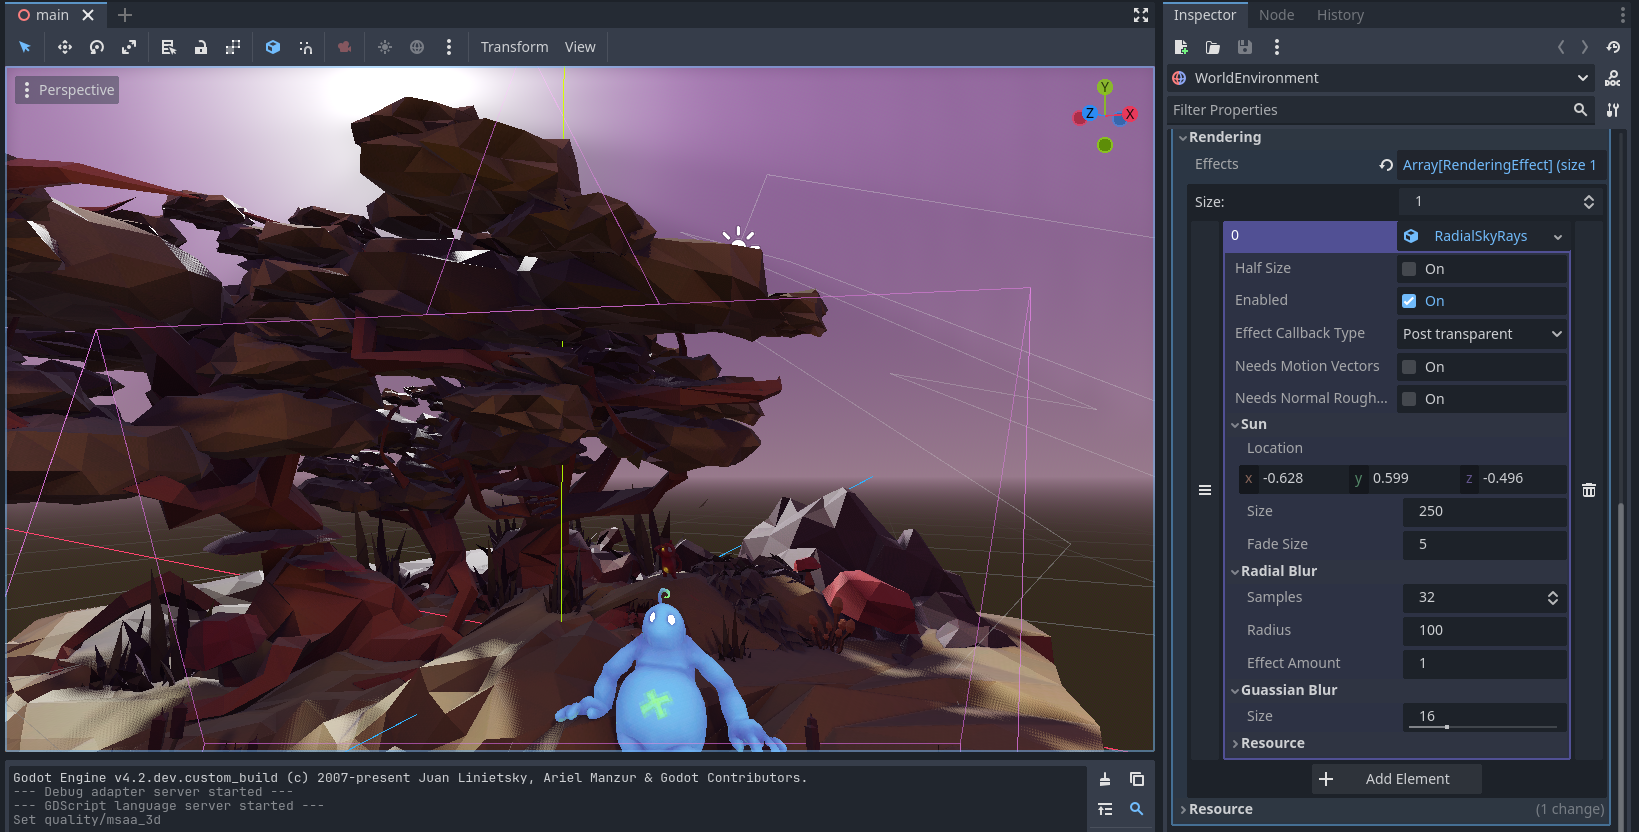 main
Inspector Node History
Transform View
WorldEnvironment
Perspective
Y
Z X
Filter Properties
Rendering
Effects Array[RenderingEffect] (size 1
Size: 1
0 RadialSkyRays
Half Size On
Enabled On
Effect Callback Type Post transparent
Needs Motion Vectors On
Needs Normal Rough... On
Sun
Location
x -0.628 y 0.599 z -0.496
Size 250
Fade Size 5
Radial Blur
Samples 32
Radius 100
Effect Amount 1
Guassian Blur
Size 16
Resource
Add Element
Resource (1 change)
Godot Engine v4.2.dev.custom_build (c) 2007-present Juan Linietsky, Ariel Manzur & Godot Contributors.
--- Debug adapter server started ---
--- GDScript language server started ---
Set quality/msaa_3d